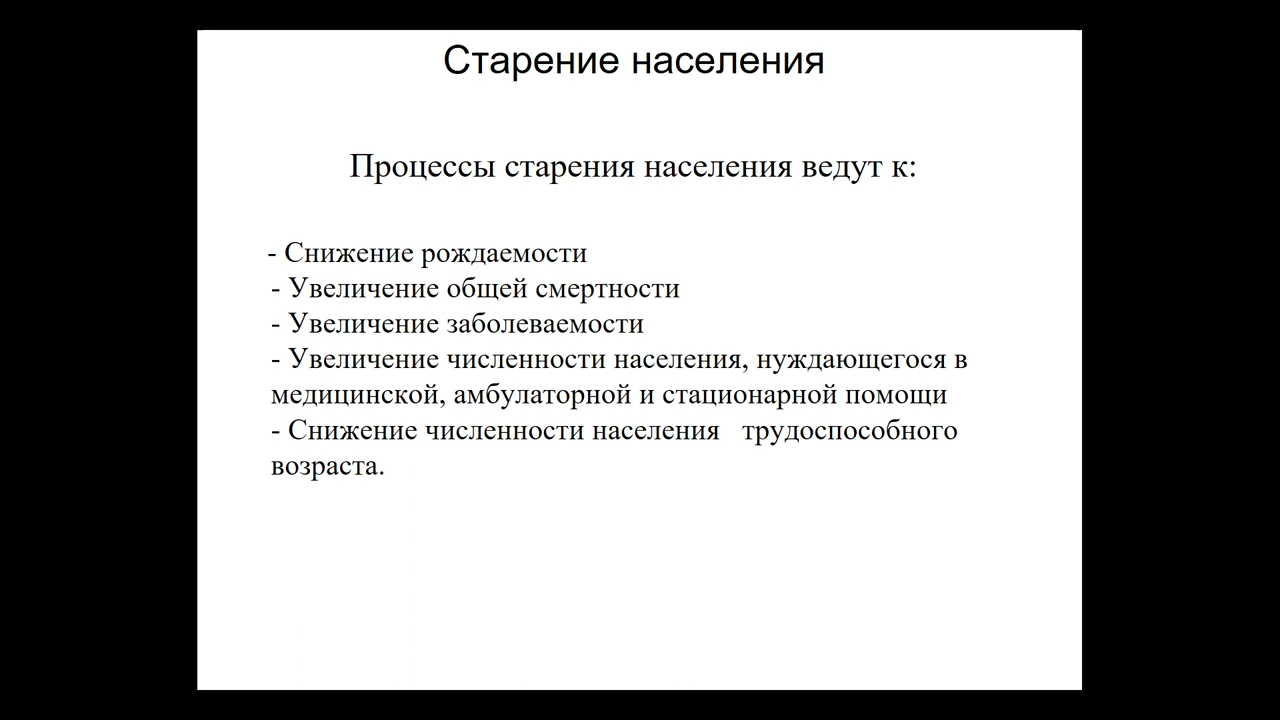 Старение населения
Процессы старения населения ведут к:
- Снижение рождаемости
- Увеличение общей смертности
- Увеличение заболеваемости
- Увеличение численности населения, нуждающегося в
медицинской, амбулаторной и стационарной помощи
- Снижение численности населения   трудоспособного
возраста.